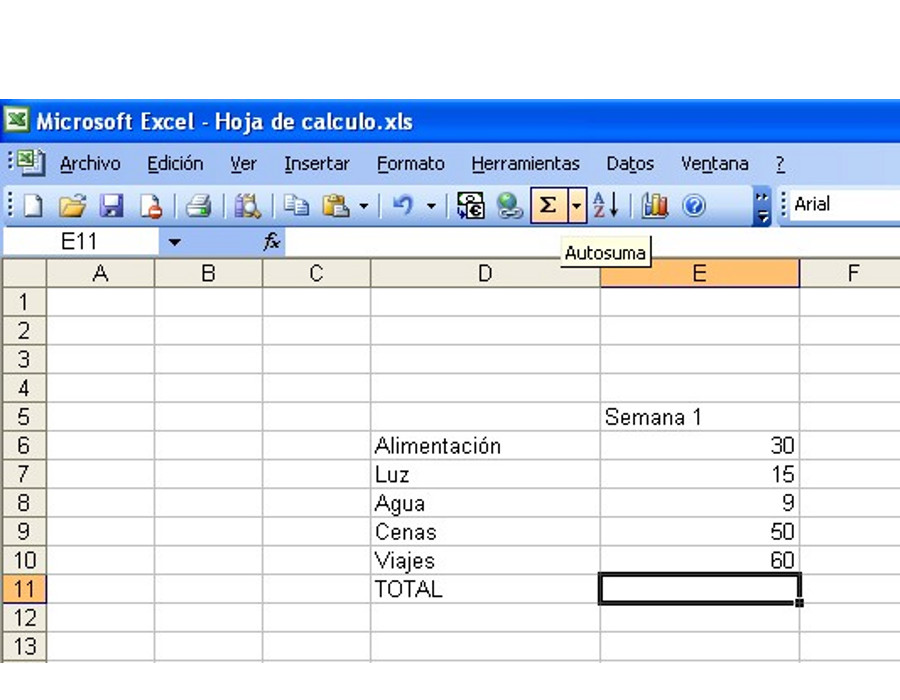 Microsoft Excel - Hoja de calculo.xls
Archivo Edición Ver Insertar Formato Herramientas Datos Ventana ?
Σ A Z Arial
E11 fx Autosuma
A B C D E F
1
2
3
4
5 Semana 1
6 Alimentación 30
7 Luz 15
8 Agua 9
9 Cenas 50
10 Viajes 60
11 TOTAL
12
13